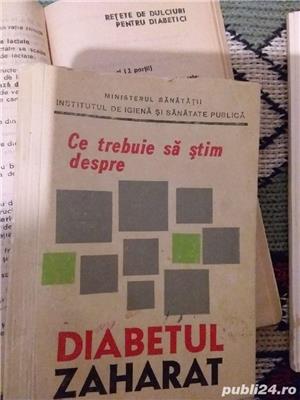 REȚETE DE DULCIURI
PENTRU DIABETICI
MINISTERUL SĂNĂTĂȚII
INSTITUTUL DE IGIENĂ ȘI SĂNĂTATE PUBLICĂ
Ce trebuie să știm
despre
DIABETUL
ZAHARAT
publi24.ro